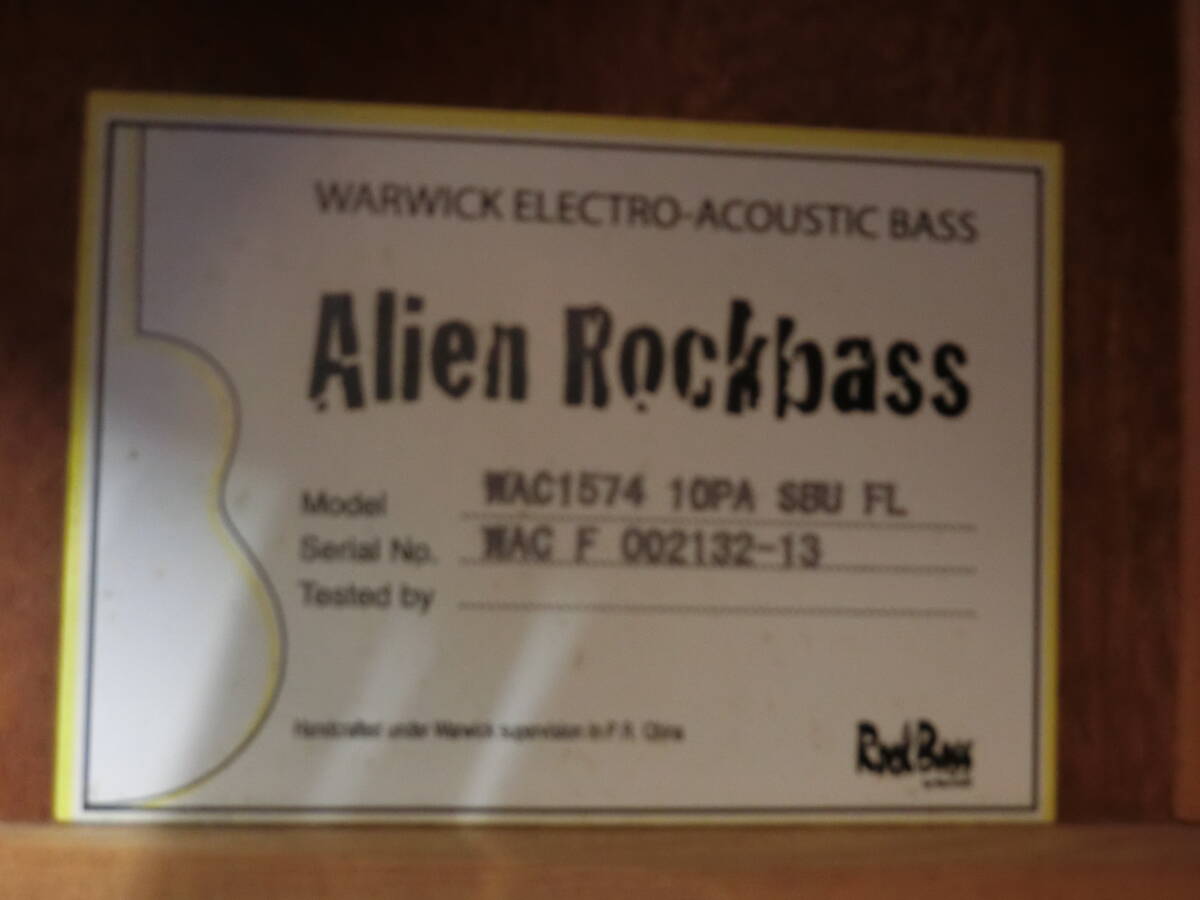 WARWICK ELECTRO-ACOUSTIC BASS
Alien Rockbass
Model WAC1574 10PA SBU FL
Serial No. WAC F 002132-13
Tested by
Handcrafted under Warwick supervision in P.R. China
RockBass